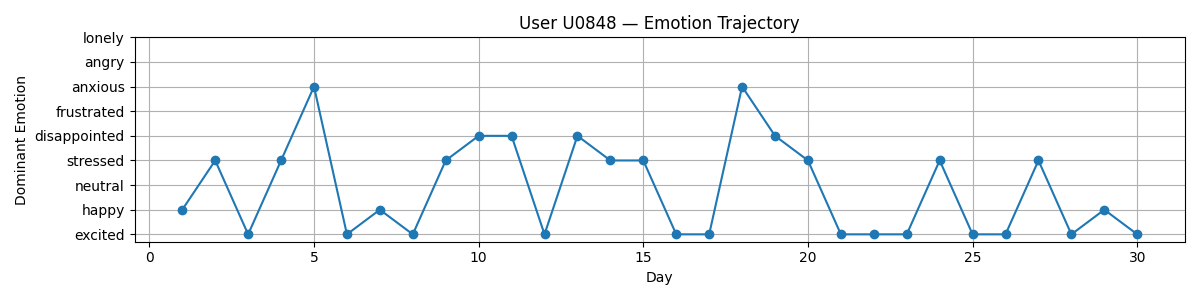 User U0848 — Emotion Trajectory
Dominant Emotion
lonely
angry
anxious
frustrated
disappointed
stressed
neutral
happy
excited
0 5 10 15 20 25 30
Day